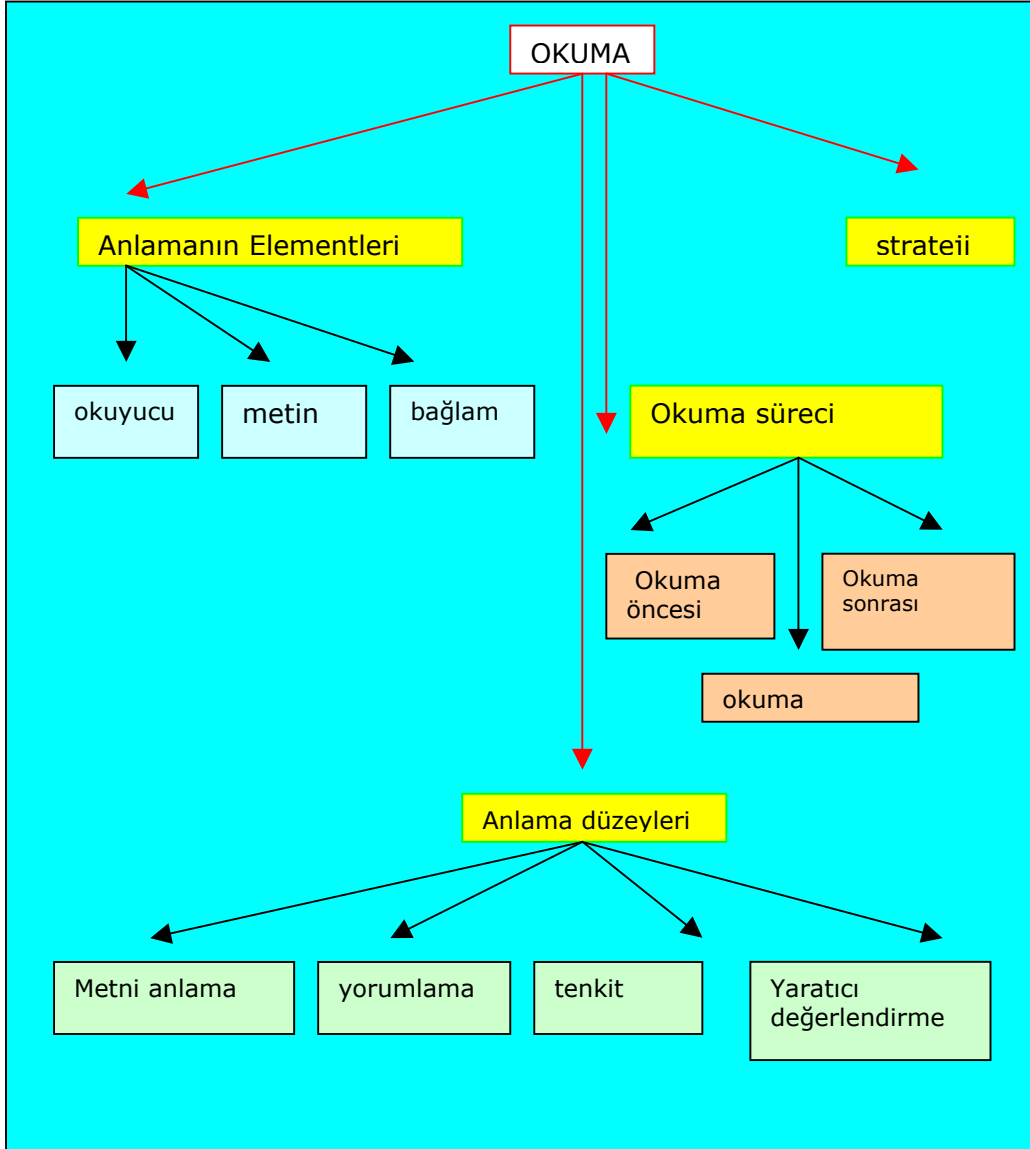 OKUMA
Anlamanın Elementleri
strateji
okuyucu
metin
bağlam
Okuma süreci
Okuma
öncesi
Okuma
sonrası
okuma
Anlama düzeyleri
Metni anlama
yorumlama
tenkit
Yaratıcı
değerlendirme